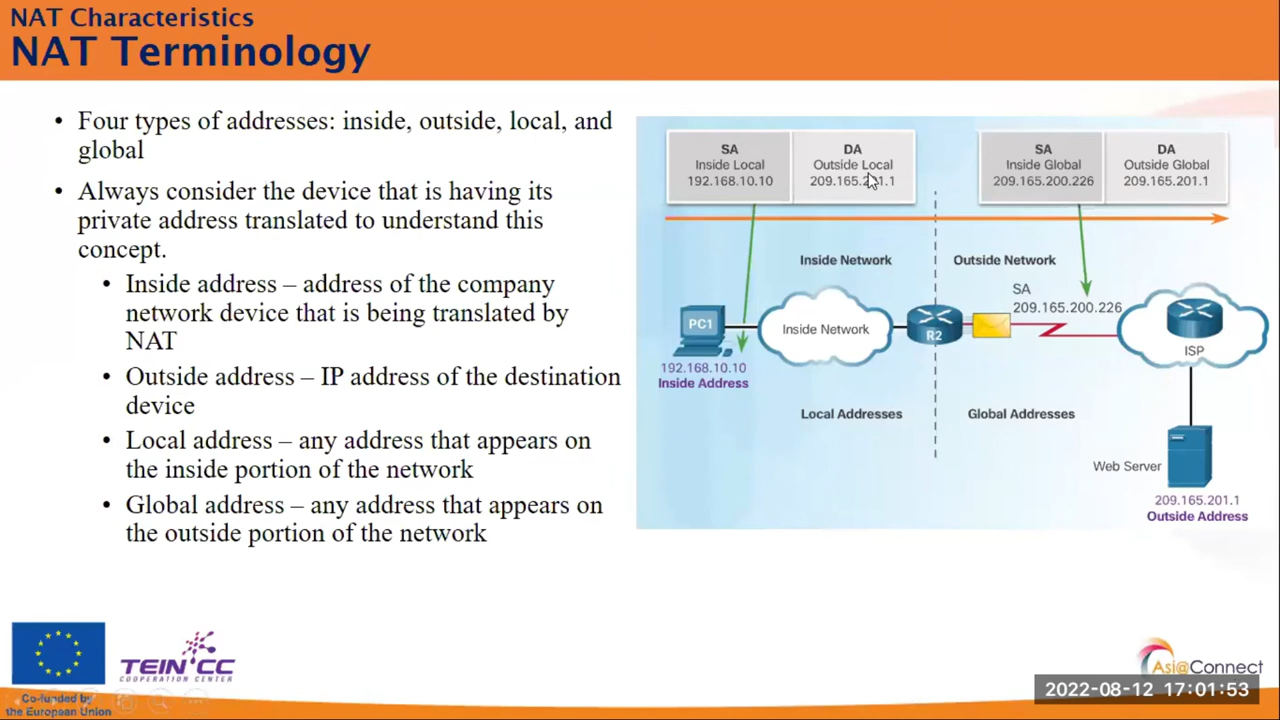 NAT Characteristics
NAT Terminology
• Four types of addresses: inside, outside, local, and
global
• Always consider the device that is having its
private address translated to understand this
concept.
• Inside address – address of the company
network device that is being translated by
NAT
• Outside address – IP address of the destination
device
• Local address – any address that appears on
the inside portion of the network
• Global address – any address that appears on
the outside portion of the network
SA
Inside Local
192.168.10.10
DA
Outside Local
209.165.201.1
SA
Inside Global
209.165.200.226
DA
Outside Global
209.165.201.1
Inside Network
Outside Network
SA
209.165.200.226
PC1
Inside Network
R2
ISP
192.168.10.10
Inside Address
Local Addresses
Global Addresses
Web Server
209.165.201.1
Outside Address
TEIN*CC
COOPERATION CENTER
Co-funded by
the European Union
Asi@Connect
2022-08-12 17:01:53